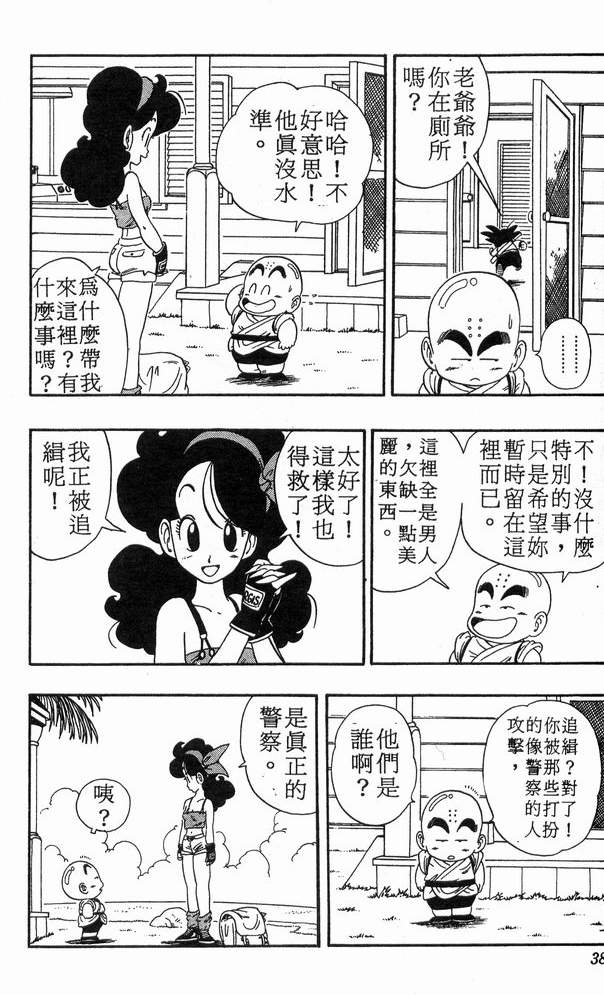 老爺爺！
你在廁所
嗎？
⋯⋯
哈哈！不
好意思！
他眞沒水
準。
爲什麼帶我
來這裡？有
什麼事嗎？
不！沒什麼
特別的事，
只是希望妳
暫時留在這
裡而已。
這裡全是男人
，欠缺一點美
麗的東西。
太好了！
這樣我也
得救了！
我正被追
緝呢！
追緝？對了！
你被那些打扮
的像警察的人
攻擊，
他們是
誰啊？
是眞正的
警察。
咦？
38